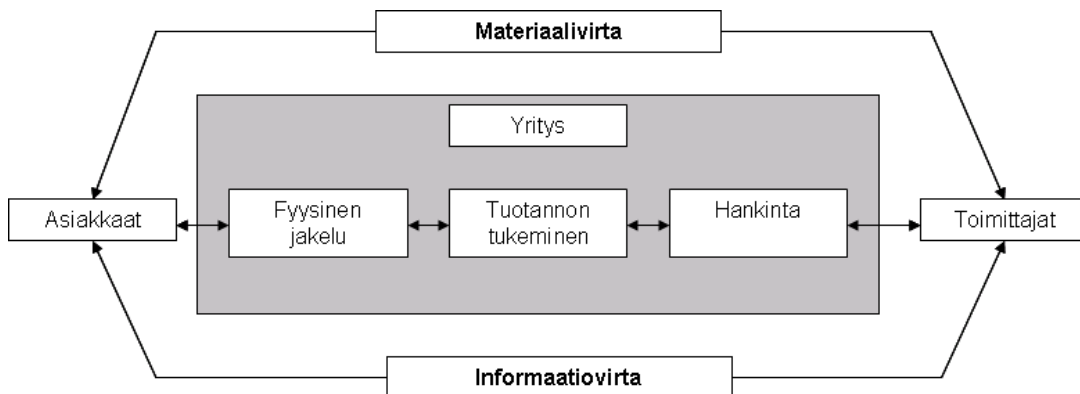 Materiaalivirta
Yritys
Asiakkaat
Fyysinen
jakelu
Tuotannon
tukeminen
Hankinta
Toimittajat
Informaatiovirta